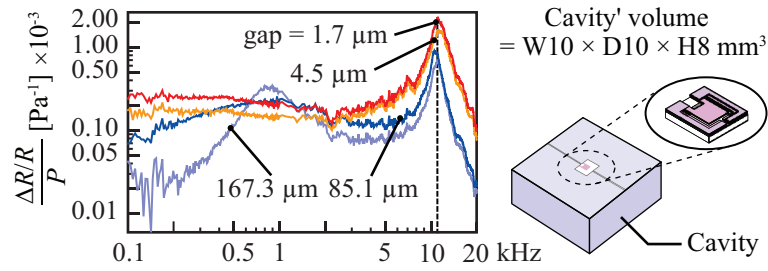 Cavity' volume
= W10 × D10 × H8 mm³
2.00
1.00
0.50
0.10
0.05
0.01
ΔR/R
P
[Pa⁻¹] ×10⁻³
gap = 1.7 μm
4.5 μm
167.3 μm
85.1 μm
0.1
0.5
1
5
10
20
kHz
Cavity